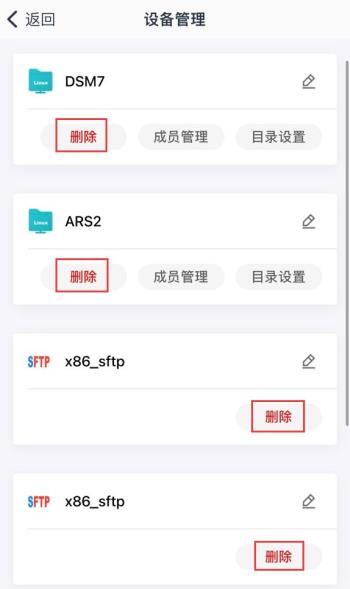 返回 设备管理
Linux DSM7
删除 成员管理 目录设置
Linux ARS2
删除 成员管理 目录设置
SFTP x86_sftp
删除
SFTP x86_sftp
删除